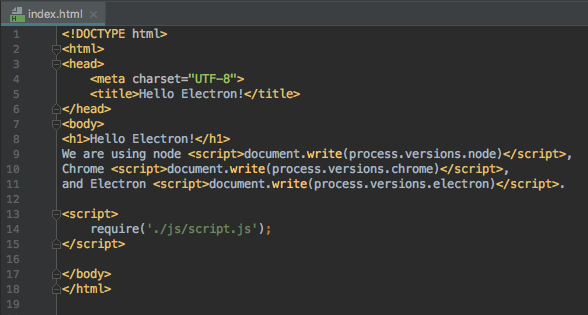 index.html
1 <!DOCTYPE html>
2 <html>
3 <head>
4     <meta charset="UTF-8">
5     <title>Hello Electron!</title>
6 </head>
7 <body>
8 <h1>Hello Electron!</h1>
9 We are using node <script>document.write(process.versions.node)</script>,
10 Chrome <script>document.write(process.versions.chrome)</script>,
11 and Electron <script>document.write(process.versions.electron)</script>.
12
13 <script>
14     require('./js/script.js');
15 </script>
16
17 </body>
18 </html>
19